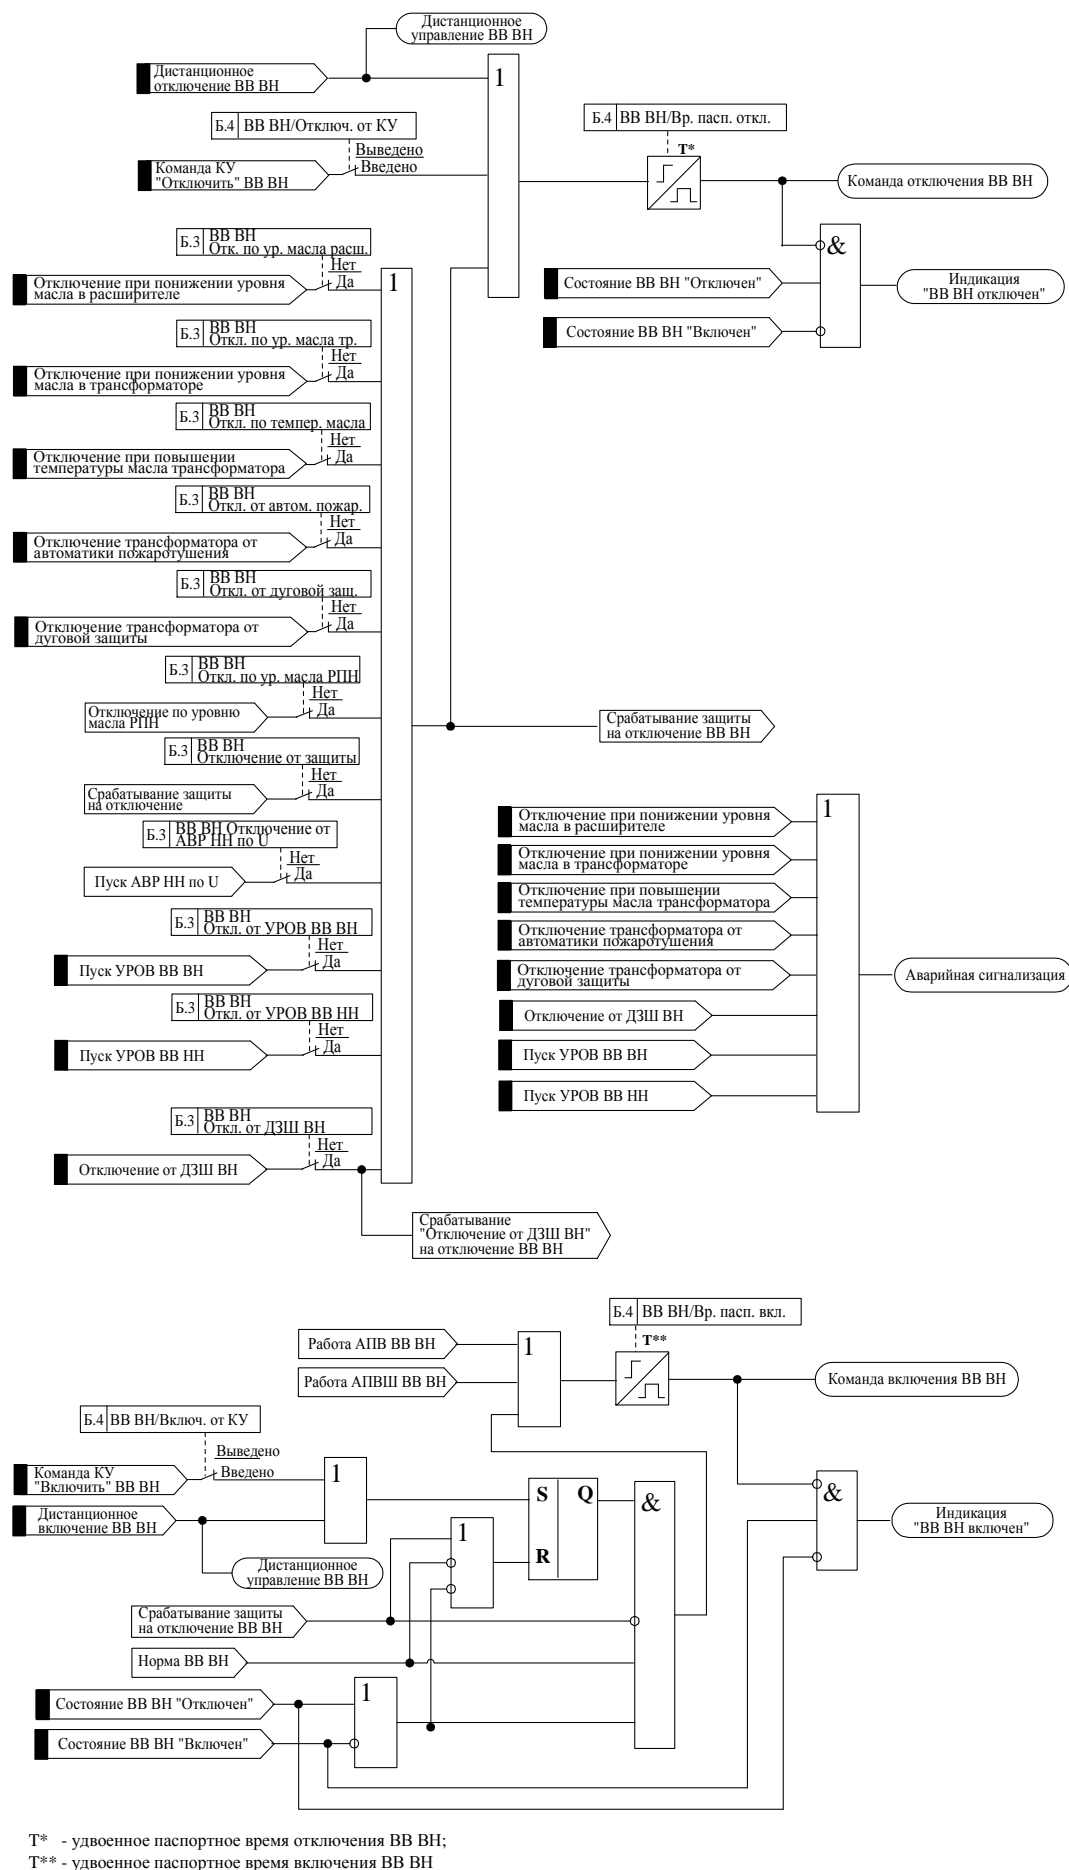 Дистанционное
управление ВВ ВН
Дистанционное
отключение ВВ ВН
1
Б.4 ВВ ВН/Отключ. от КУ
Б.4 ВВ ВН/Вр. пасп. откл.
Выведено
Введено
Команда КУ
"Отключить" ВВ ВН
T*
Команда отключения ВВ ВН
&
Состояние ВВ ВН "Отключен"
Состояние ВВ ВН "Включен"
Индикация
"ВВ ВН отключен"
Б.3 ВВ ВН
Отк. по ур. масла расш.
Нет
Да
Отключение при понижении уровня
масла в расширителе
1
Б.3 ВВ ВН
Откл. по ур. масла тр.
Нет
Да
Отключение при понижении уровня
масла в трансформаторе
Б.3 ВВ ВН
Откл. по темпер. масла
Нет
Да
Отключение при повышении
температуры масла трансформатора
Б.3 ВВ ВН
Откл. от автом. пожар.
Нет
Да
Отключение трансформатора от
автоматики пожаротушения
Б.3 ВВ ВН
Откл. от дуговой защ.
Нет
Да
Отключение трансформатора от
дуговой защиты
Б.3 ВВ ВН
Откл. по ур. масла РПН
Нет
Да
Отключение по уровню
масла РПН
Срабатывание защиты
на отключение ВВ ВН
Б.3 ВВ ВН
Отключение от защиты
Нет
Да
Срабатывание защиты
на отключение
Б.3 ВВ ВН Отключение от
АВР НН по U
Нет
Да
Пуск АВР НН по U
Б.3 ВВ ВН
Откл. от УРОВ ВВ ВН
Нет
Да
Пуск УРОВ ВВ ВН
Б.3 ВВ ВН
Откл. от УРОВ ВВ НН
Нет
Да
Пуск УРОВ ВВ НН
Б.3 ВВ ВН
Откл. от ДЗШ ВН
Нет
Да
Отключение от ДЗШ ВН
Срабатывание
"Отключение от ДЗШ ВН"
на отключение ВВ ВН
Отключение при понижении уровня
масла в расширителе
Отключение при понижении уровня
масла в трансформаторе
Отключение при повышении
температуры масла трансформатора
Отключение трансформатора от
автоматики пожаротушения
Отключение трансформатора от
дуговой защиты
Отключение от ДЗШ ВН
Пуск УРОВ ВВ ВН
Пуск УРОВ ВВ НН
1
Аварийная сигнализация
Б.4 ВВ ВН/Вр. пасп. вкл.
T**
Работа АПВ ВВ ВН
Работа АПВШ ВВ ВН
1
Команда включения ВВ ВН
Б.4 ВВ ВН/Включ. от КУ
Выведено
Введено
Команда КУ
"Включить" ВВ ВН
Дистанционное
включение ВВ ВН
1
Дистанционное
управление ВВ ВН
1
S Q
R
&
&
Индикация
"ВВ ВН включен"
Срабатывание защиты
на отключение ВВ ВН
Норма ВВ ВН
Состояние ВВ ВН "Отключен"
Состояние ВВ ВН "Включен"
1
T* - удвоенное паспортное время отключения ВВ ВН;
T** - удвоенное паспортное время включения ВВ ВН